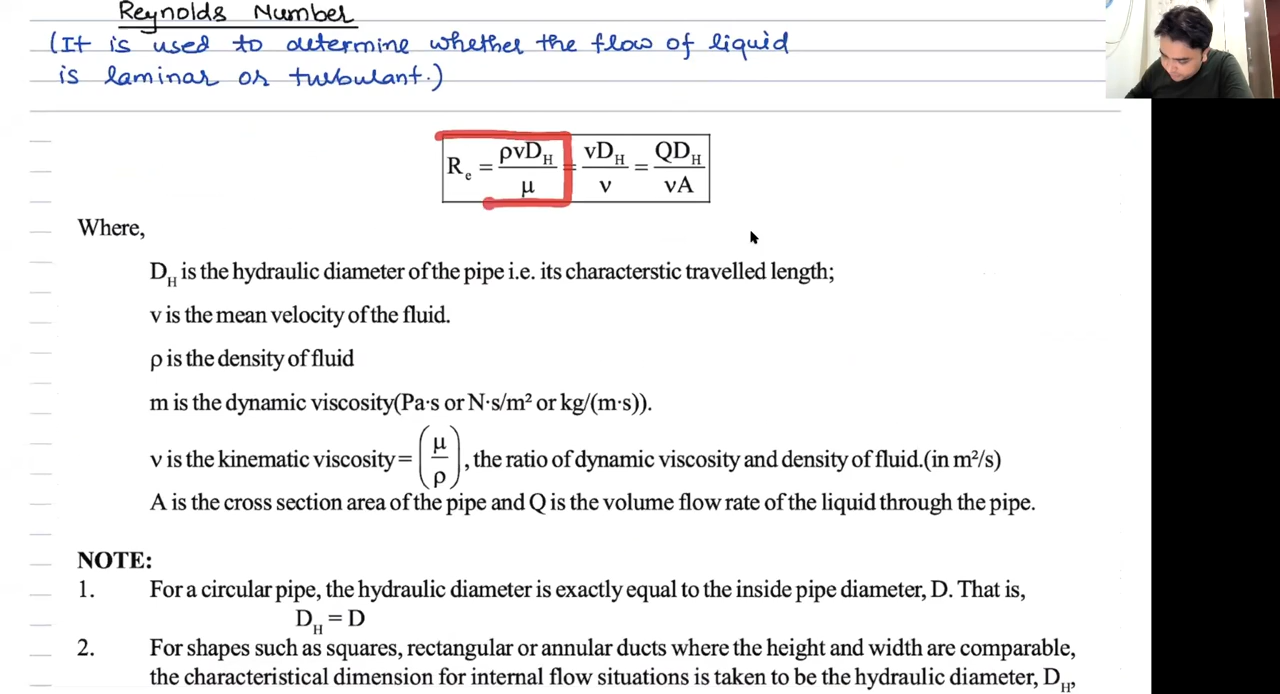 Reynolds Number
(It is used to determine whether the flow of liquid
is laminar or turbulant.)
Rₑ = ρvD_H/μ = vD_H/ν = QD_H/νA
Where,
D_H is the hydraulic diameter of the pipe i.e. its characterstic travelled length;
v is the mean velocity of the fluid.
ρ is the density of fluid
m is the dynamic viscosity(Pa·s or N·s/m² or kg/(m·s)).
ν is the kinematic viscosity = (μ/ρ), the ratio of dynamic viscosity and density of fluid.(in m²/s)
A is the cross section area of the pipe and Q is the volume flow rate of the liquid through the pipe.
NOTE:
1. For a circular pipe, the hydraulic diameter is exactly equal to the inside pipe diameter, D. That is,
D_H = D
2. For shapes such as squares, rectangular or annular ducts where the height and width are comparable,
the characteristical dimension for internal flow situations is taken to be the hydraulic diameter, D_H,